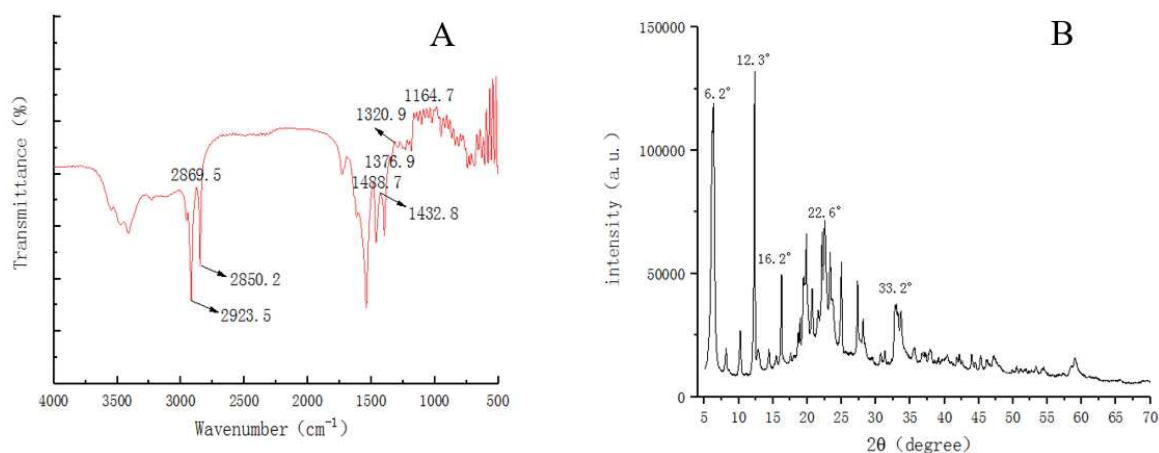 A
Transmittance (%)
1164.7
1320.9
1376.9
2869.5
1488.7
1432.8
2850.2
2923.5
4000 3500 3000 2500 2000 1500 1000 500
Wavenumber (cm⁻¹)
B
intensity (a.u.)
150000
100000
50000
0
12.3°
6.2°
22.6°
16.2°
33.2°
5 10 15 20 25 30 35 40 45 50 55 60 65 70
2θ (degree)